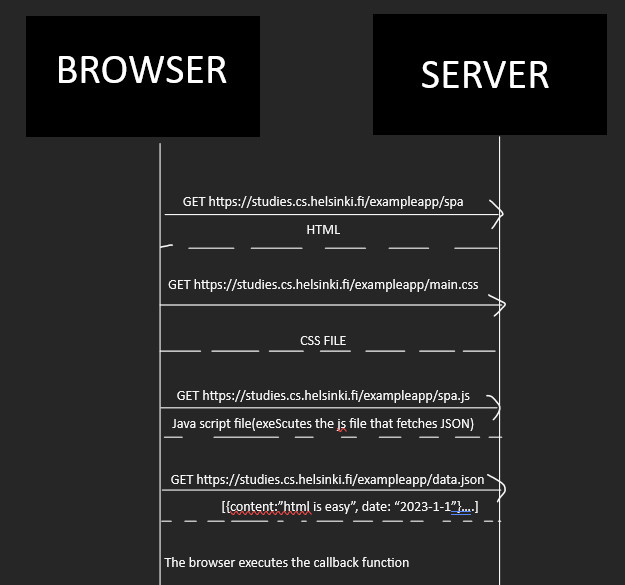 BROWSER
SERVER
GET https://studies.cs.helsinki.fi/exampleapp/spa
HTML
GET https://studies.cs.helsinki.fi/exampleapp/main.css
CSS FILE
GET https://studies.cs.helsinki.fi/exampleapp/spa.js
Java script file(exeScutes the js file that fetches JSON)
GET https://studies.cs.helsinki.fi/exampleapp/data.json
[{content:”html is easy”, date: “2023-1-1”}….]
The browser executes the callback function